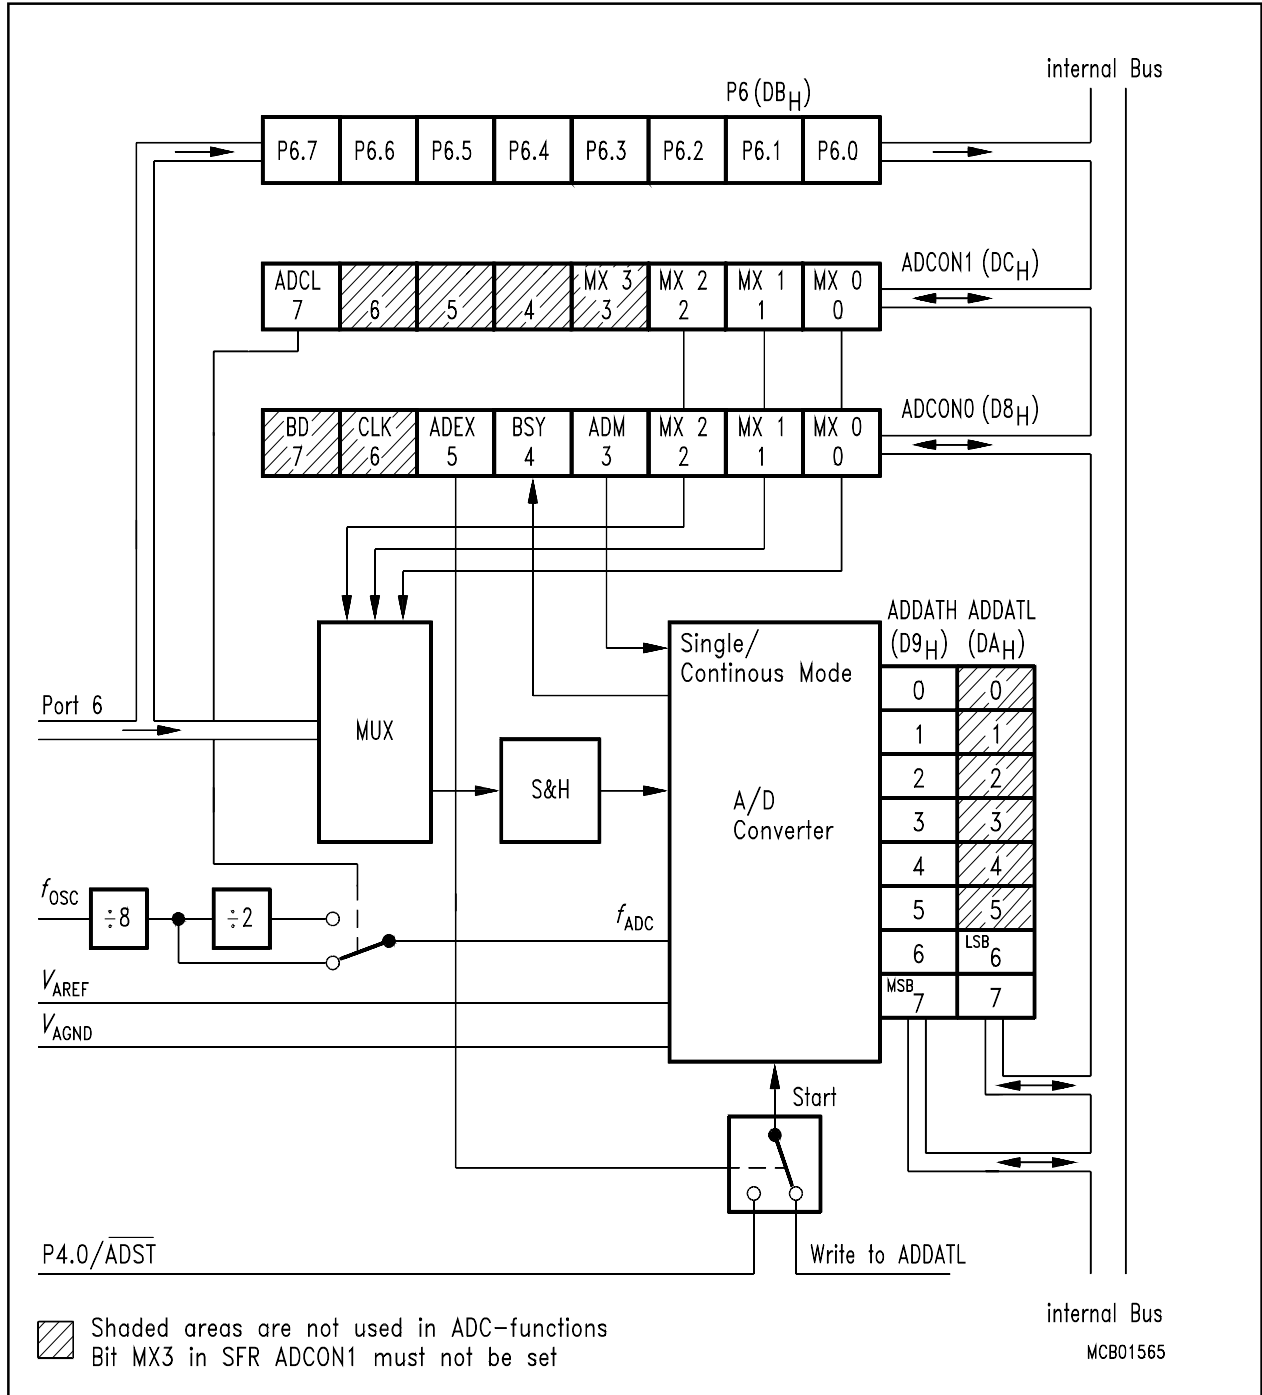 internal Bus
P6 (DBH)
P6.7 P6.6 P6.5 P6.4 P6.3 P6.2 P6.1 P6.0
ADCON1 (DCH)
ADCL MX 3 MX 2 MX 1 MX 0
7 6 5 4 3 2 1 0
ADCON0 (D8H)
BD CLK ADEX BSY ADM MX 2 MX 1 MX 0
7 6 5 4 3 2 1 0
ADDATH ADDATL
(D9H) (DAH)
Single/
Continous Mode
Port 6
MUX
S&H
A/D
Converter
0 0
1 1
2 2
3 3
4 4
5 5
6 LSB 6
MSB 7 7
fOSC
÷8 ÷2
fADC
VAREF
VAGND
Start
P4.0/ADST
Write to ADDATL
internal Bus
Shaded areas are not used in ADC-functions
Bit MX3 in SFR ADCON1 must not be set
MCB01565